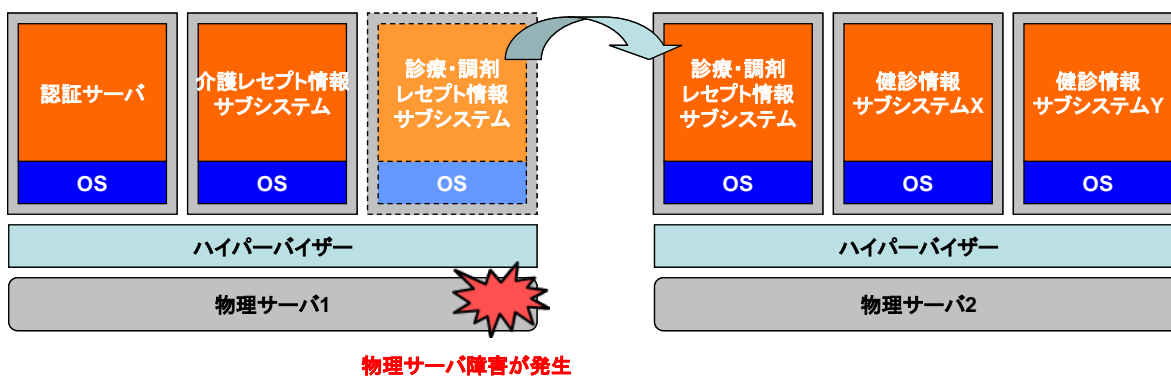 認証サーバ
OS
介護レセプト情報
サブシステム
OS
診療・調剤
レセプト情報
サブシステム
OS
診療・調剤
レセプト情報
サブシステム
OS
健診情報
サブシステムX
OS
健診情報
サブシステムY
OS
ハイパーバイザー
ハイパーバイザー
物理サーバ1
物理サーバ2
物理サーバ障害が発生